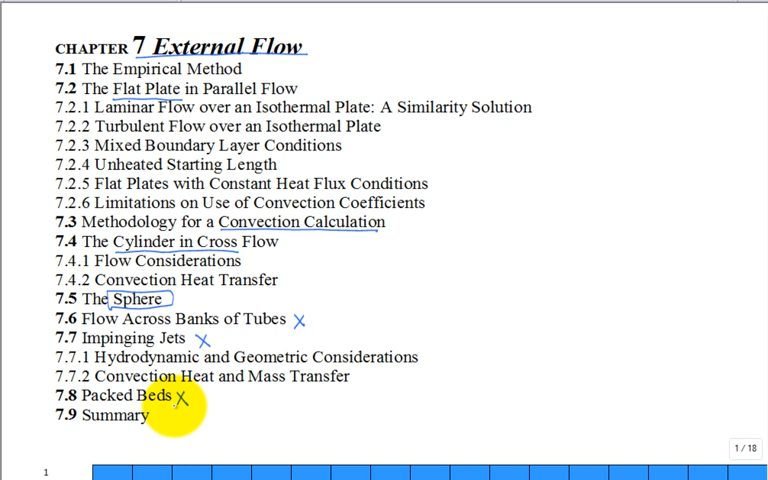 CHAPTER 7 External Flow
7.1 The Empirical Method
7.2 The Flat Plate in Parallel Flow
7.2.1 Laminar Flow over an Isothermal Plate: A Similarity Solution
7.2.2 Turbulent Flow over an Isothermal Plate
7.2.3 Mixed Boundary Layer Conditions
7.2.4 Unheated Starting Length
7.2.5 Flat Plates with Constant Heat Flux Conditions
7.2.6 Limitations on Use of Convection Coefficients
7.3 Methodology for a Convection Calculation
7.4 The Cylinder in Cross Flow
7.4.1 Flow Considerations
7.4.2 Convection Heat Transfer
7.5 The Sphere
7.6 Flow Across Banks of Tubes X
7.7 Impinging Jets X
7.7.1 Hydrodynamic and Geometric Considerations
7.7.2 Convection Heat and Mass Transfer
7.8 Packed Beds X
7.9 Summary
1 / 18
1